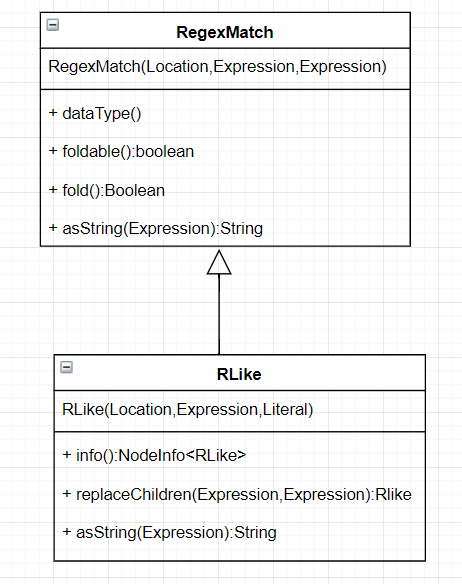 RegexMatch
RegexMatch(Location,Expression,Expression)
+ dataType()
+ foldable():boolean
+ fold():Boolean
+ asString(Expression):String
RLike
RLike(Location,Expression,Literal)
+ info():NodeInfo<RLike>
+ replaceChildren(Expression,Expression):Rlike
+ asString(Expression):String